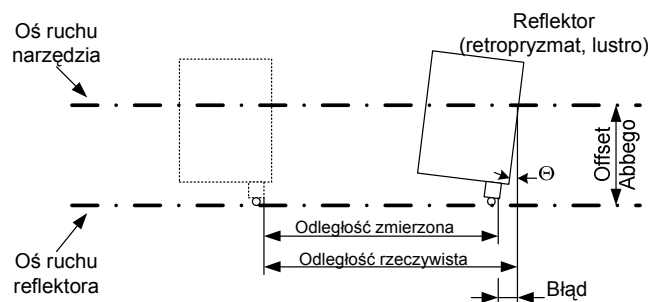 Oś ruchu
narzędzia
Reflektor
(retropryzmat, lustro)
Offset
Abbego
Θ
Odległość zmierzona
Odległość rzeczywista
Oś ruchu
reflektora
Błąd